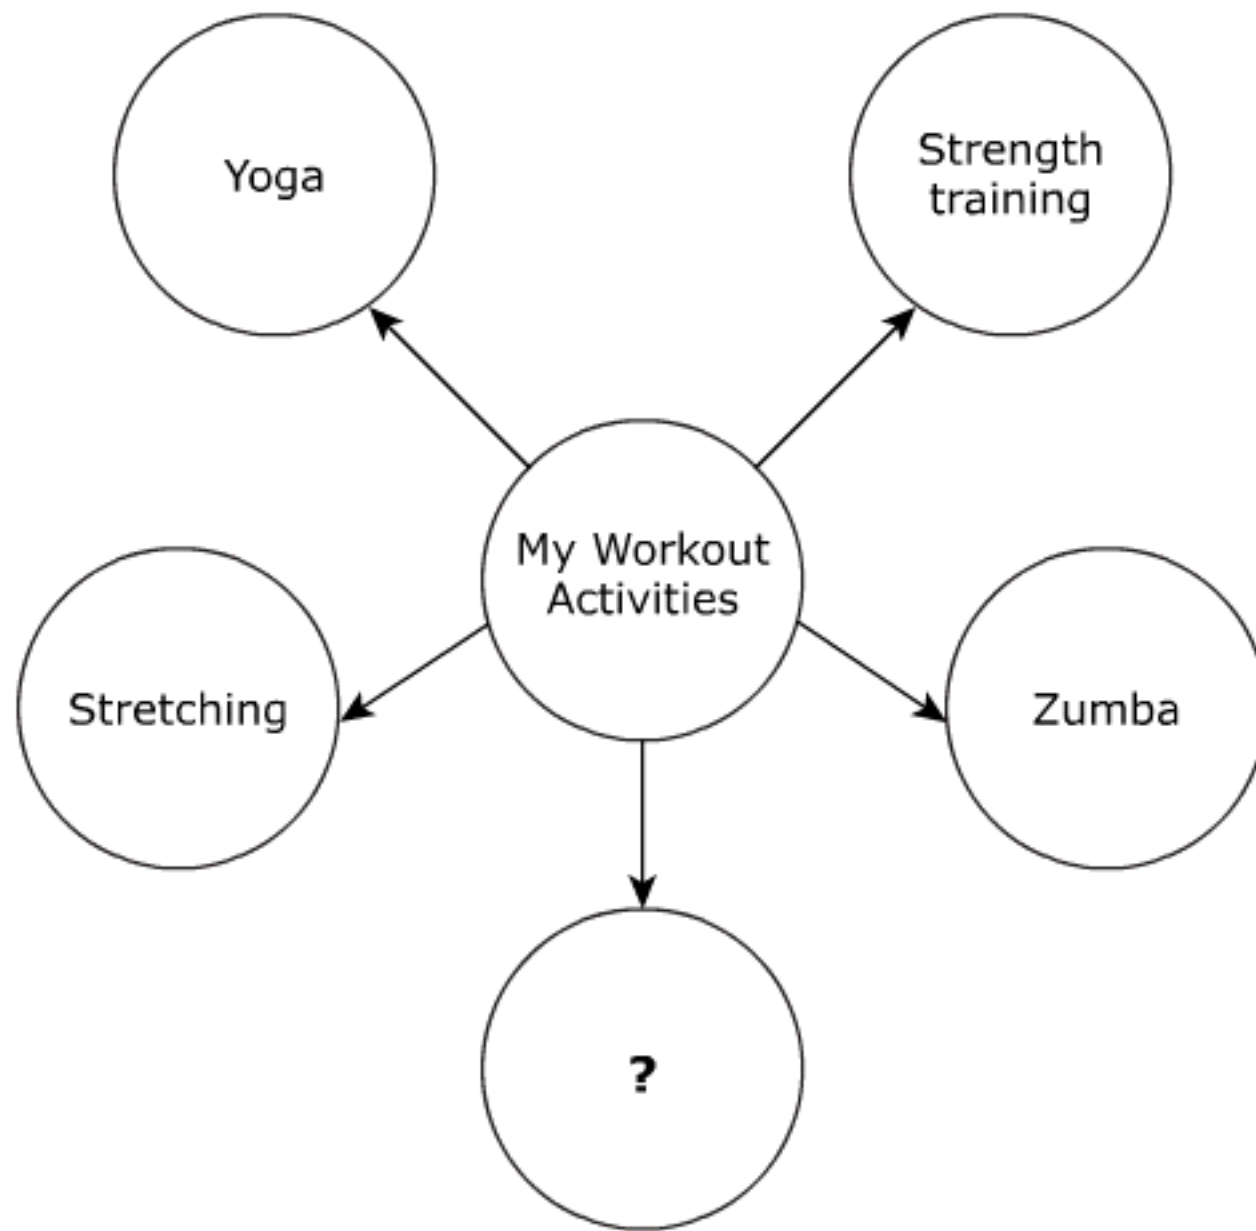 Yoga
Strength
training
My Workout
Activities
Stretching
Zumba
?